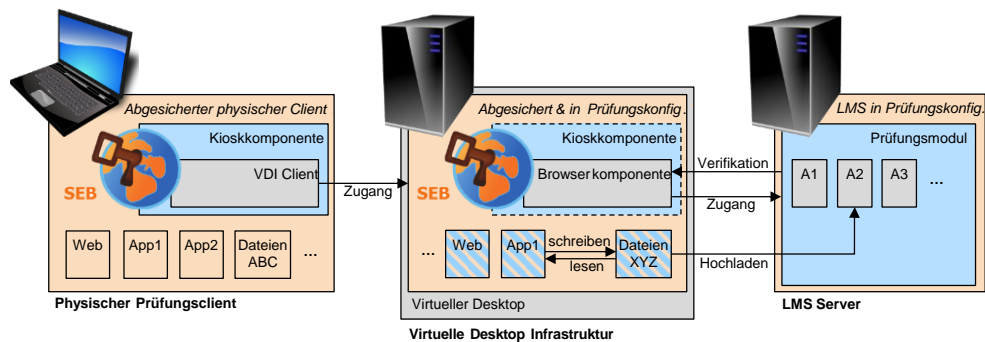 Abgesicherter physischer Client
Kioskkomponente
VDI Client
SEB
Web
App1
App2
Dateien
ABC
...
Physischer Prüfungsclient
Zugang
Abgesichert & in Prüfungskonfig.
Kioskkomponente
Browserkomponente
SEB
...
Web
App1
schreiben
lesen
Dateien
XYZ
Virtueller Desktop
Virtuelle Desktop Infrastruktur
Verifikation
Zugang
Hochladen
LMS in Prüfungskonfig.
Prüfungsmodul
A1
A2
A3
...
LMS Server